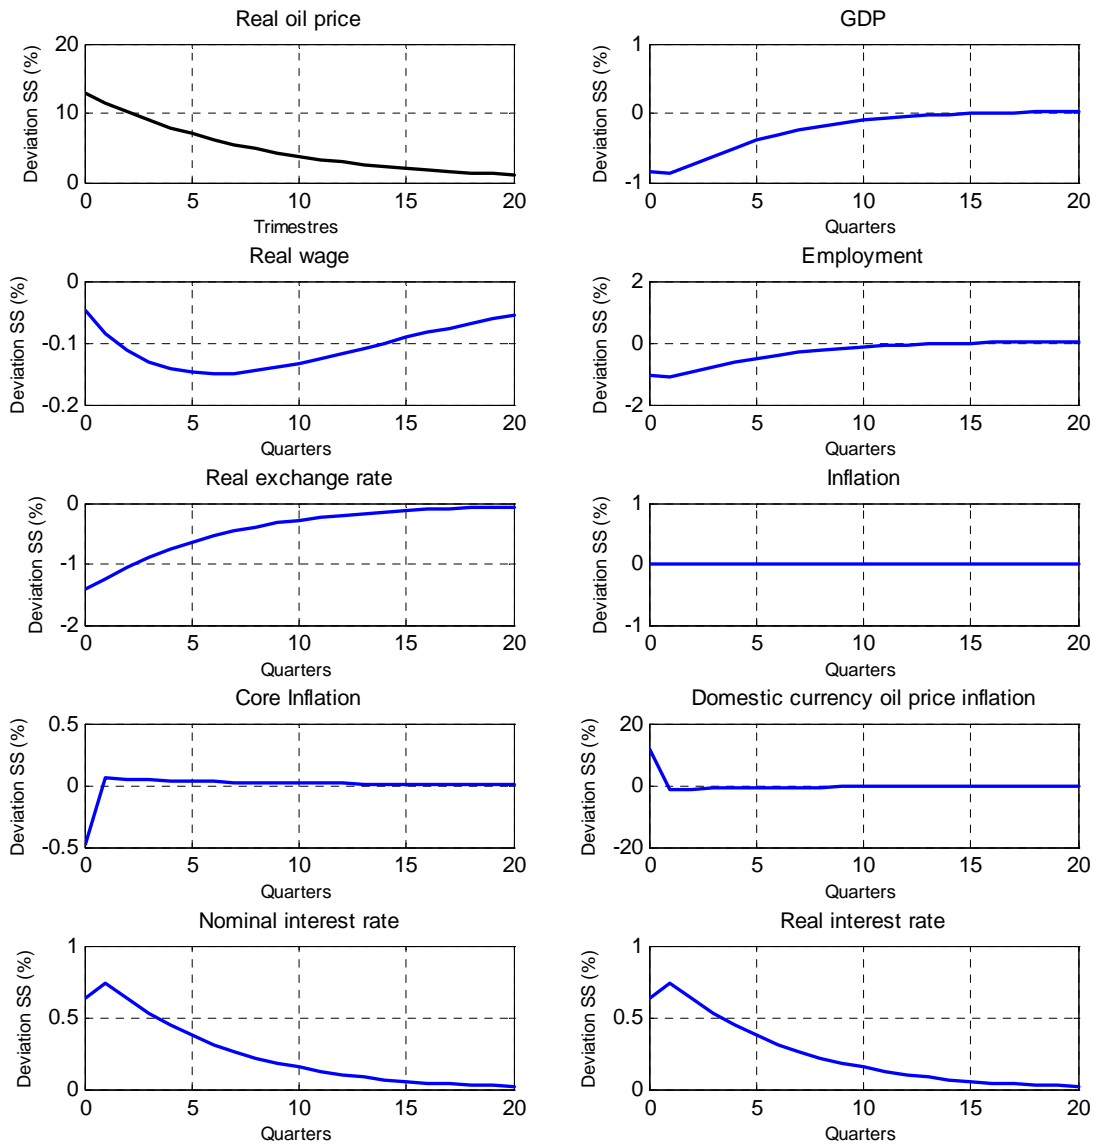 Real oil price
20
10
0
Deviation SS (%)
0 5 10 15 20
Trimestres
GDP
1
0
-1
Deviation SS (%)
0 5 10 15 20
Quarters
Real wage
0
-0.1
-0.2
Deviation SS (%)
0 5 10 15 20
Quarters
Employment
2
0
-2
Deviation SS (%)
0 5 10 15 20
Quarters
Real exchange rate
0
-1
-2
Deviation SS (%)
0 5 10 15 20
Quarters
Inflation
1
0
-1
Deviation SS (%)
0 5 10 15 20
Quarters
Core Inflation
0.5
0
-0.5
Deviation SS (%)
0 5 10 15 20
Quarters
Domestic currency oil price inflation
20
0
-20
Deviation SS (%)
0 5 10 15 20
Quarters
Nominal interest rate
1
0.5
0
Deviation SS (%)
0 5 10 15 20
Quarters
Real interest rate
1
0.5
0
Deviation SS (%)
0 5 10 15 20
Quarters